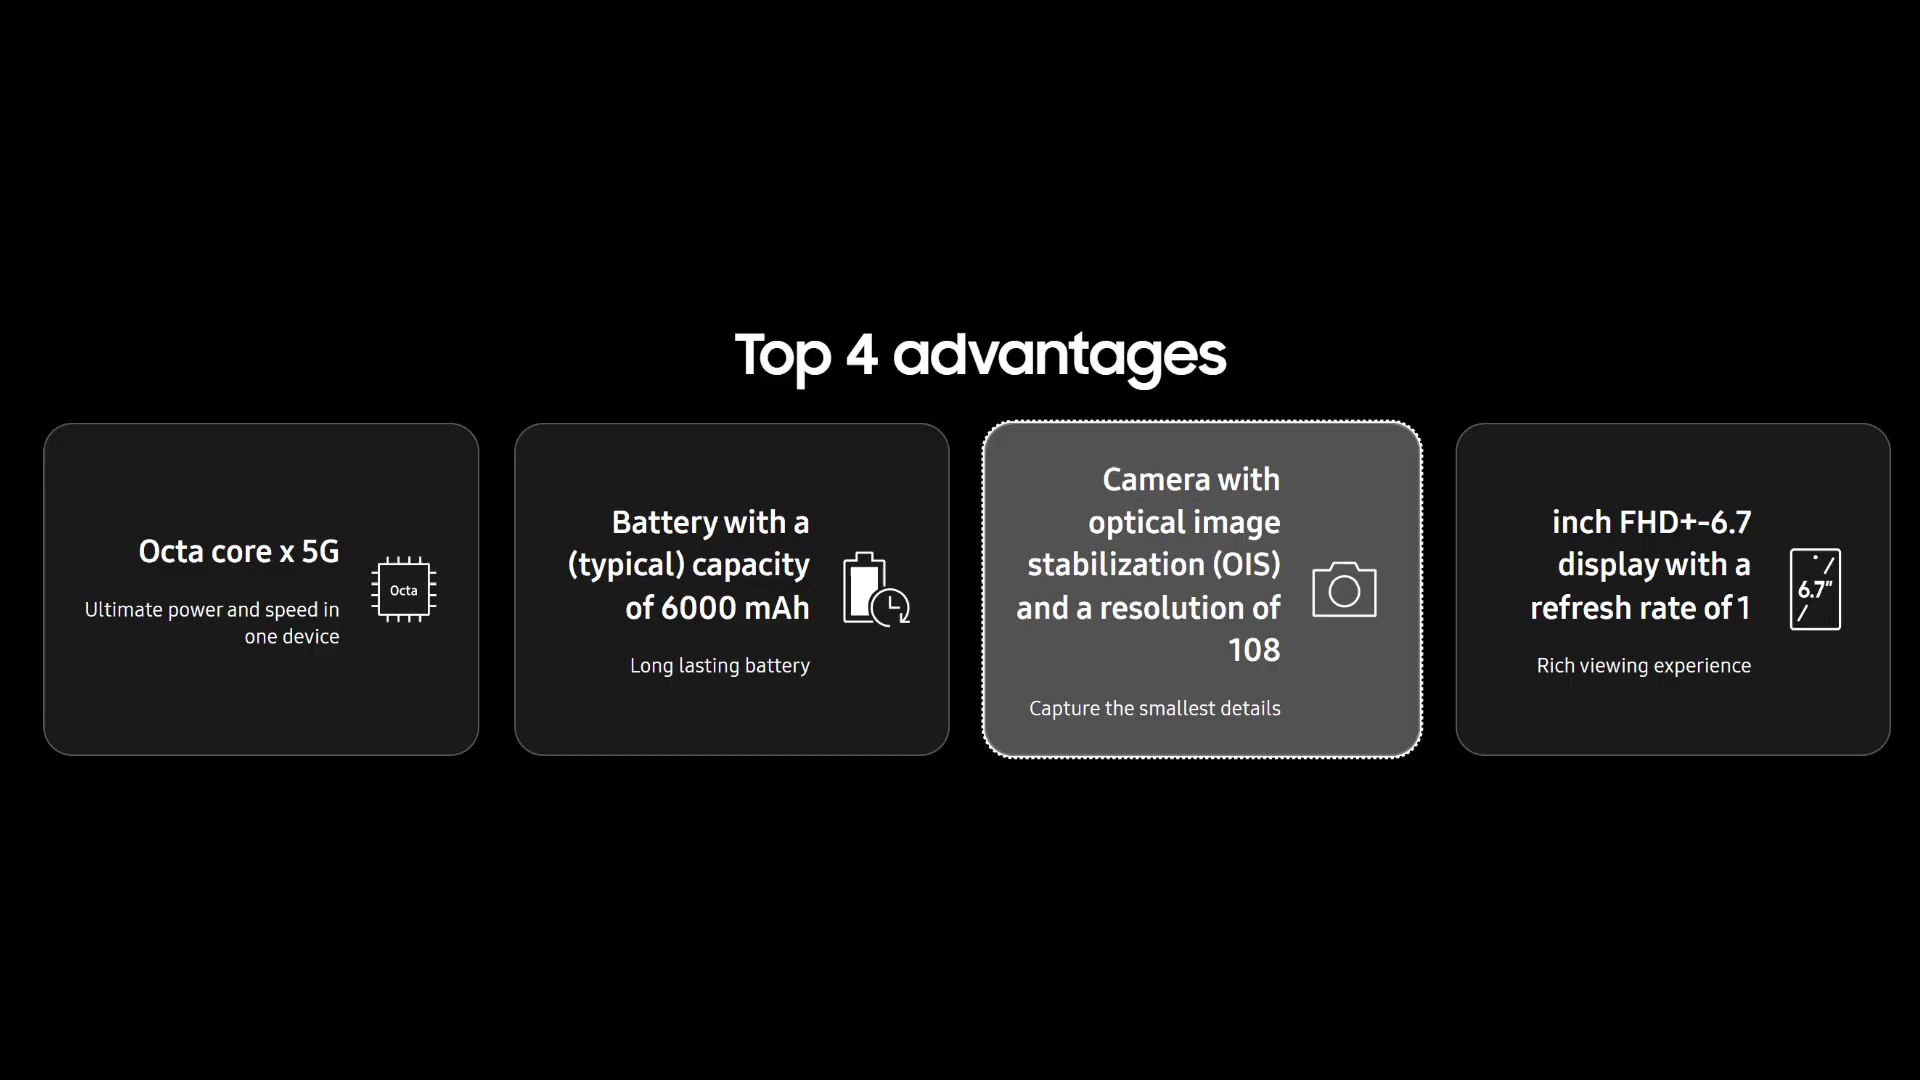 Top 4 advantages
Octa core x 5G
Ultimate power and speed in
one device
Octa
Battery with a
(typical) capacity
of 6000 mAh
Long lasting battery
Camera with
optical image
stabilization (OIS)
and a resolution of
108
Capture the smallest details
inch FHD+-6.7
display with a
refresh rate of 1
Rich viewing experience
6.7"